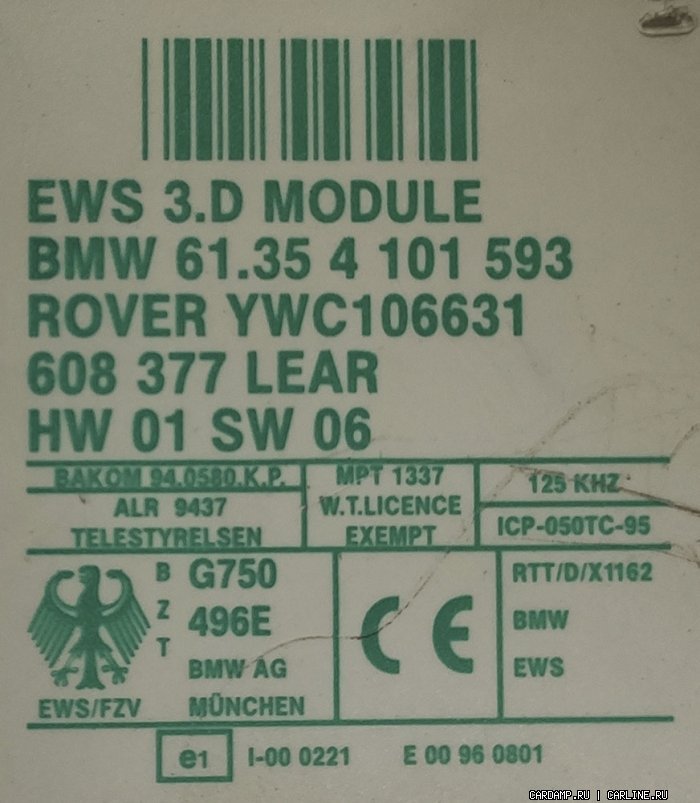 EWS 3.D MODULE
BMW 61.35 4 101 593
ROVER YWC106631
608 377 LEAR
HW 01 SW 06
BAKOM 94.0580.K.P.
ALR 9437
TELESTYRELSEN
MPT 1337
W.T.LICENCE
EXEMPT
125 KHZ
ICP-050TC-95
BZT
G750
496E
BMW AG
MÜNCHEN
EWS/FZV
CE
RTT/D/X1162
BMW
EWS
e1 I-00 0221 E 00 96 0801
CARDAMP.RU | CARLINE.RU